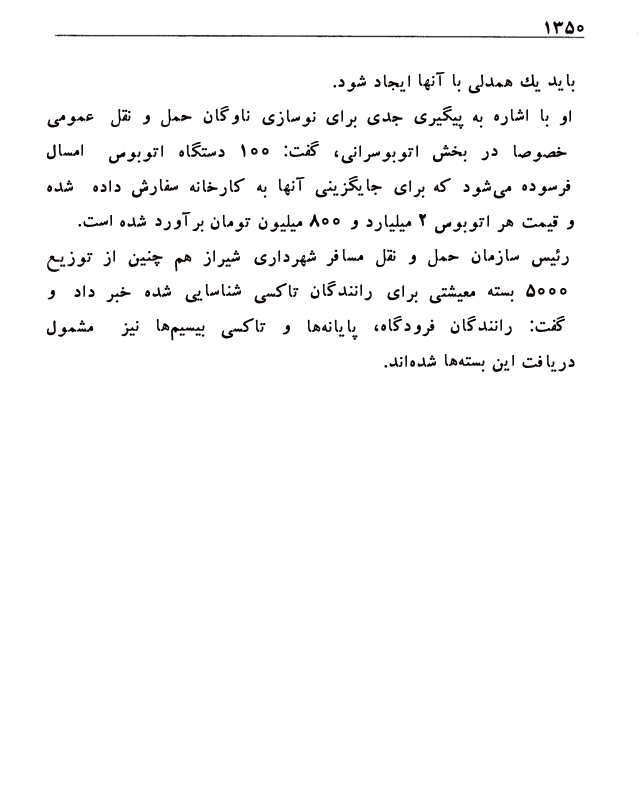 ۱۳۵۰
باید یك همدلی با آنها ایجاد شود.
او با اشاره به پیگیری جدی برای نوسازی ناوگان حمل و نقل عمومی
خصوصا در بخش اتوبوسرانی، گفت: ۱۰۰ دستگاه اتوبوس امسال
فرسوده می‌شود که برای جایگزینی آنها به کارخانه سفارش داده شده
و قیمت هر اتوبوس ۲ میلیارد و ۸۰۰ میلیون تومان برآورد شده است.
رئیس سازمان حمل و نقل مسافر شهرداری شیراز هم چنین از توزیع
۵۰۰۰ بسته معیشتی برای رانندگان تاکسی شناسایی شده خبر داد و
گفت: رانندگان فرودگاه، پایانه‌ها و تاکسی بیسیم‌ها نیز مشمول
دریافت این بسته‌ها شده‌اند.